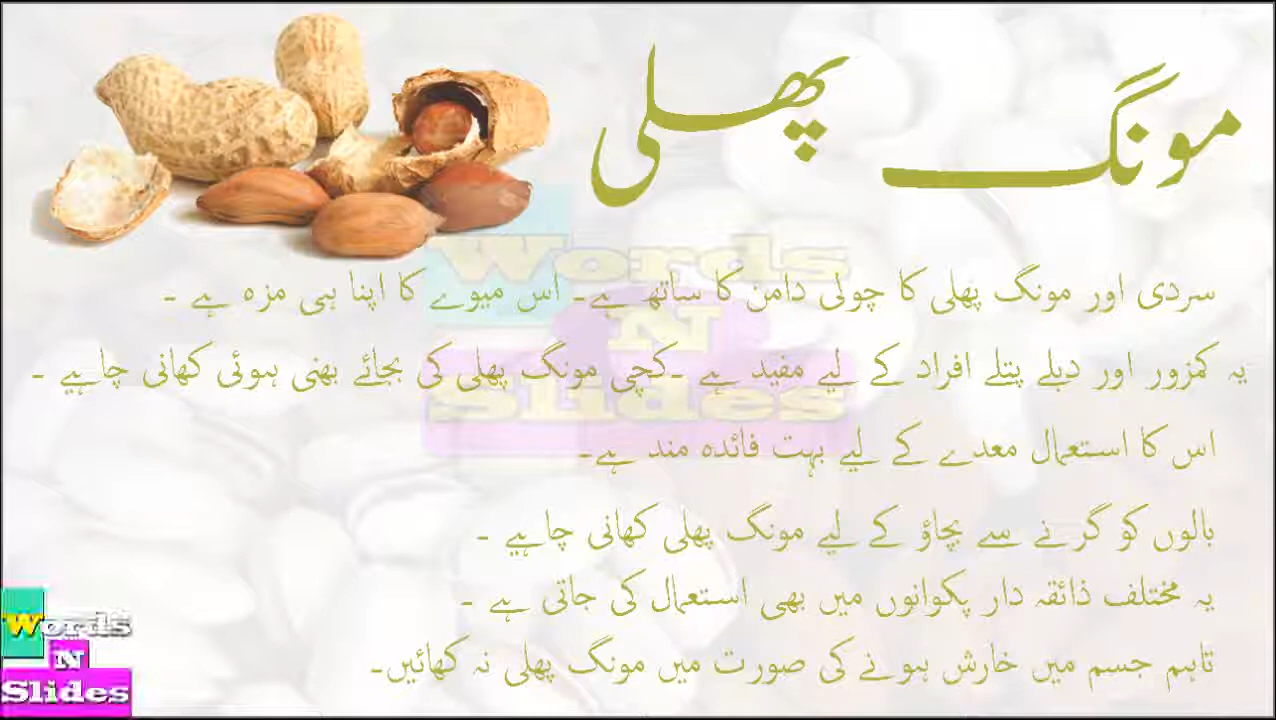 مونگ پھلی
سردی اور مونگ پھلی کا چولی دامن کا ساتھ ہے۔ اس میوے کا اپنا ہی مزہ ہے ۔
یہ کمزور اور دبلے پتلے افراد کے لیے مفید ہے ۔کچی مونگ پھلی کی بجائے بھنی ہوئی کھانی چاہیے ۔
اس کا استعمال معدے کے لیے بہت فائدہ مند ہے۔
بالوں کو گرنے سے بچاؤ کے لیے مونگ پھلی کھانی چاہیے ۔
یہ مختلف ذائقہ دار پکوانوں میں بھی استعمال کی جاتی ہے ۔
تاہم جسم میں خارش ہونے کی صورت میں مونگ پھلی نہ کھائیں۔
Words
N
Slides
Words
N
Slides